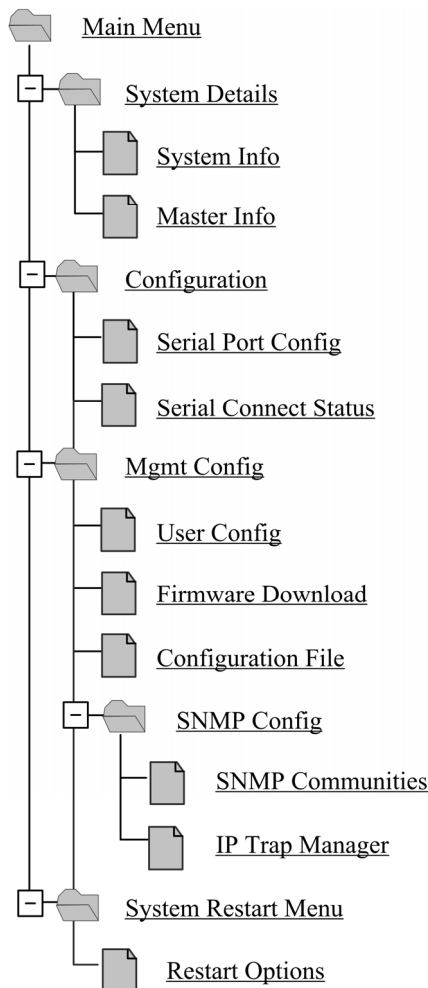 Main Menu
System Details
System Info
Master Info
Configuration
Serial Port Config
Serial Connect Status
Mgmt Config
User Config
Firmware Download
Configuration File
SNMP Config
SNMP Communities
IP Trap Manager
System Restart Menu
Restart Options